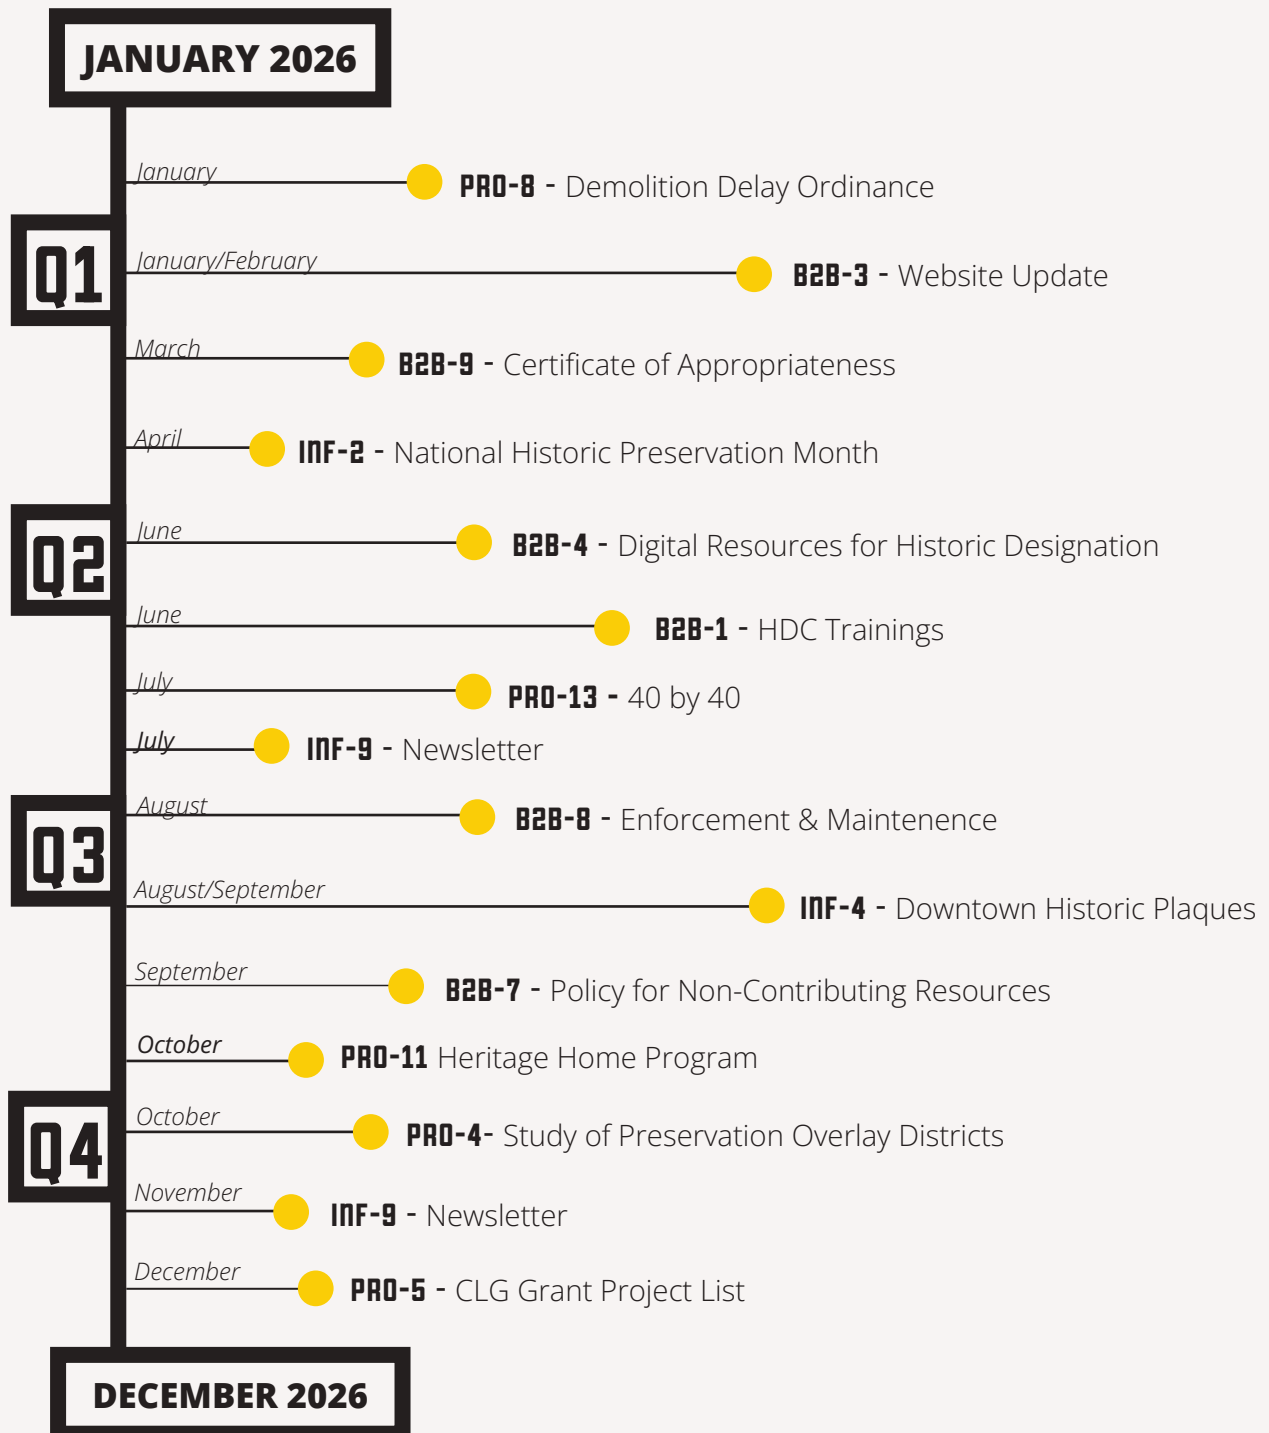 JANUARY 2026
January
PRO-8 - Demolition Delay Ordinance
Q1
January/February
B2B-3 - Website Update
March
B2B-9 - Certificate of Appropriateness
April
INF-2 - National Historic Preservation Month
Q2
June
B2B-4 - Digital Resources for Historic Designation
June
B2B-1 - HDC Trainings
July
PRO-13 - 40 by 40
July
INF-9 - Newsletter
Q3
August
B2B-8 - Enforcement & Maintenence
August/September
INF-4 - Downtown Historic Plaques
September
B2B-7 - Policy for Non-Contributing Resources
October
PRO-11 Heritage Home Program
Q4
October
PRO-4- Study of Preservation Overlay Districts
November
INF-9 - Newsletter
December
PRO-5 - CLG Grant Project List
DECEMBER 2026